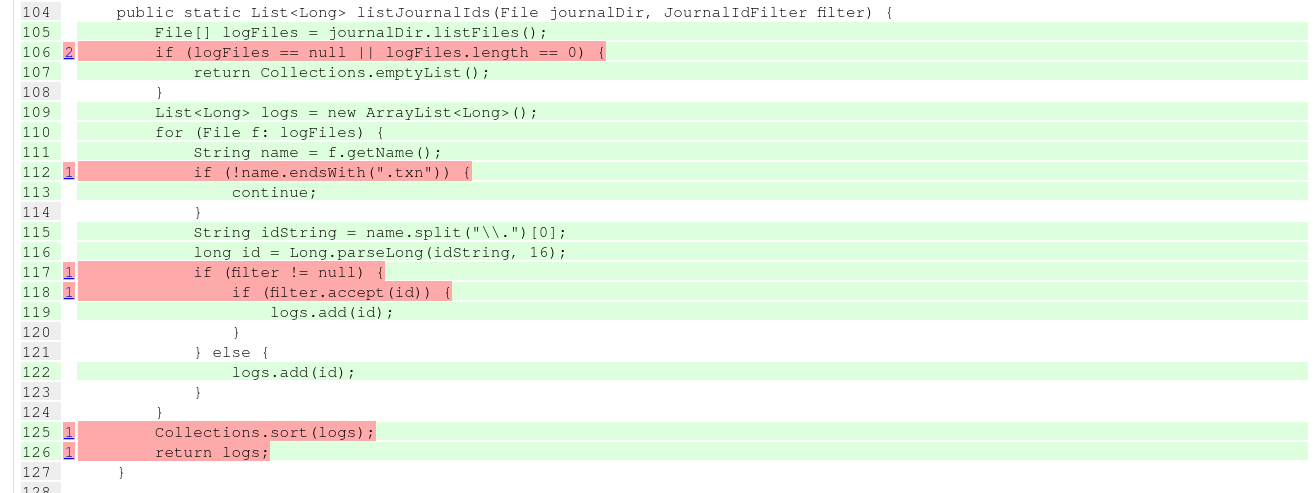 104 public static List<Long> listJournalIds(File journalDir, JournalIdFilter filter) {
105 File[] logFiles = journalDir.listFiles();
106 2 if (logFiles == null || logFiles.length == 0) {
107 return Collections.emptyList();
108 }
109 List<Long> logs = new ArrayList<Long>();
110 for (File f: logFiles) {
111 String name = f.getName();
112 1 if (!name.endsWith(".txn")) {
113 continue;
114 }
115 String idString = name.split("\\.")[0];
116 long id = Long.parseLong(idString, 16);
117 1 if (filter != null) {
118 1 if (filter.accept(id)) {
119 logs.add(id);
120 }
121 } else {
122 logs.add(id);
123 }
124 }
125 1 Collections.sort(logs);
126 1 return logs;
127 }
128